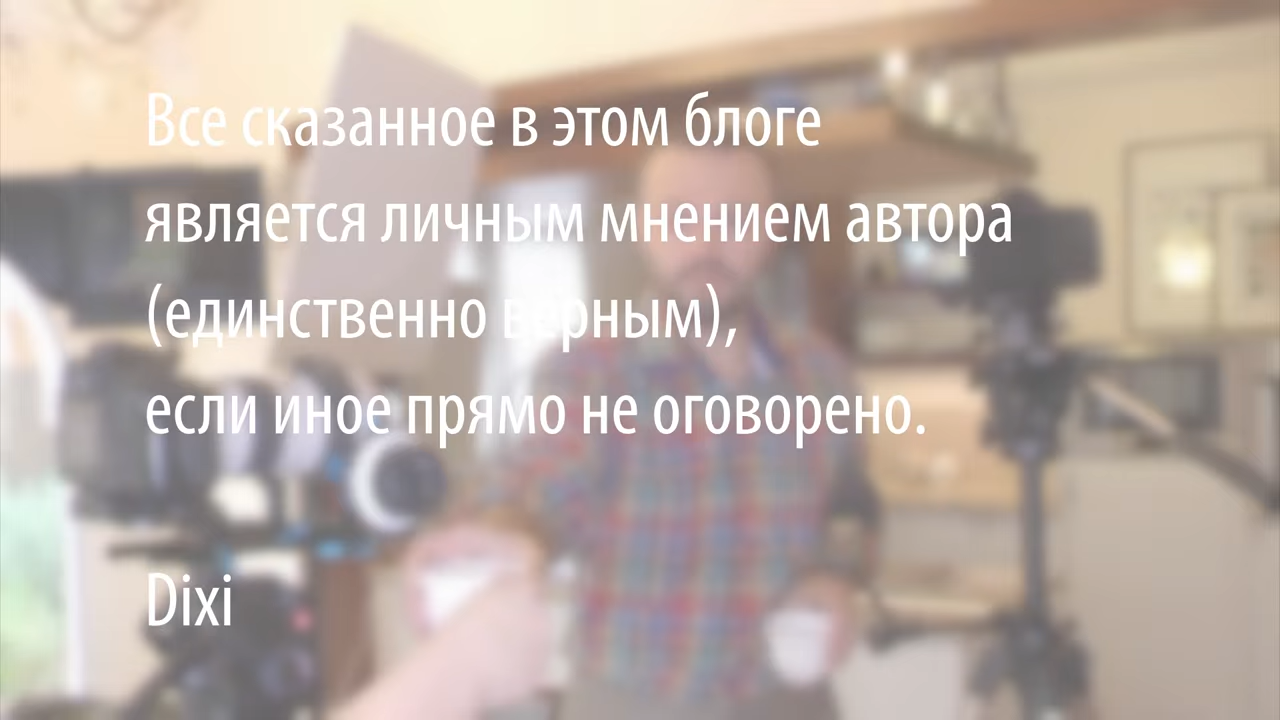 Все сказанное в этом блоге
является личным мнением автора
(единственно верным),
если иное прямо не оговорено.
Dixi